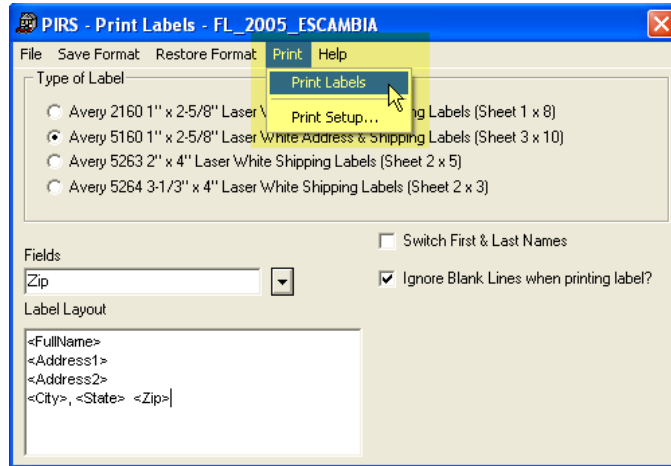 PIRS - Print Labels - FL_2005_ESCAMBIA
File Save Format Restore Format Print Help
Print Labels
Print Setup...
Type of Label
Avery 2160 1" x 2-5/8" Laser ng Labels (Sheet 1 x 8)
Avery 5160 1" x 2-5/8" Laser White Address & Shipping Labels (Sheet 3 x 10)
Avery 5263 2" x 4" Laser White Shipping Labels (Sheet 2 x 5)
Avery 5264 3-1/3" x 4" Laser White Shipping Labels (Sheet 2 x 3)
Switch First & Last Names
Fields
Zip
Ignore Blank Lines when printing label?
Label Layout
<FullName>
<Address1>
<Address2>
<City>, <State> <Zip>